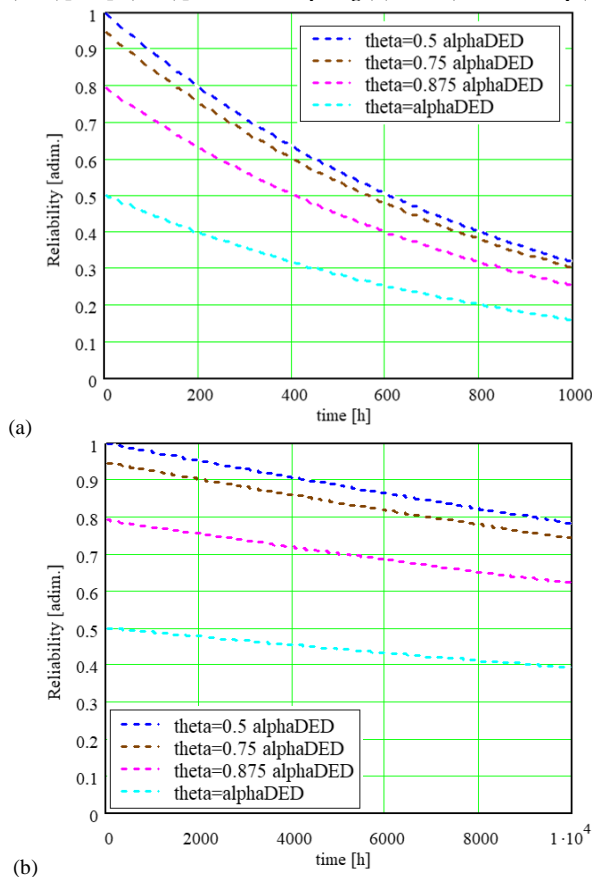 1
0.9
0.8
0.7
0.6
0.5
0.4
0.3
0.2
0.1
0
Reliability [adim.]
theta=0.5 alphaDED
theta=0.75 alphaDED
theta=0.875 alphaDED
theta=alphaDED
0 200 400 600 800 1000
time [h]
(a)
1
0.9
0.8
0.7
0.6
0.5
0.4
0.3
0.2
0.1
0
Reliability [adim.]
theta=0.5 alphaDED
theta=0.75 alphaDED
theta=0.875 alphaDED
theta=alphaDED
0 2000 4000 6000 8000 1·10⁴
time [h]
(b)